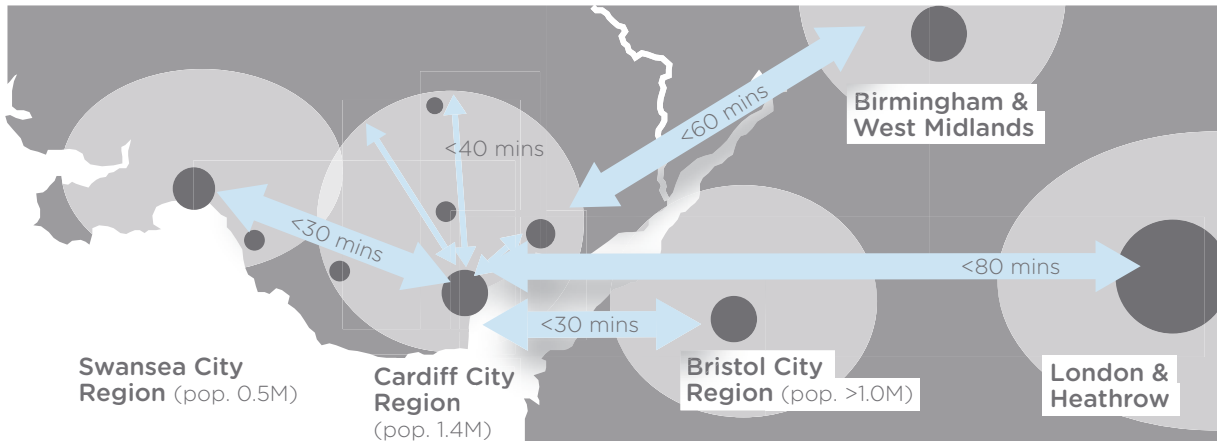 <60 mins
Birmingham &
West Midlands
<40 mins
<30 mins
<80 mins
<30 mins
Swansea City
Region (pop. 0.5M)
Cardiff City
Region
(pop. 1.4M)
Bristol City
Region (pop. >1.0M)
London &
Heathrow